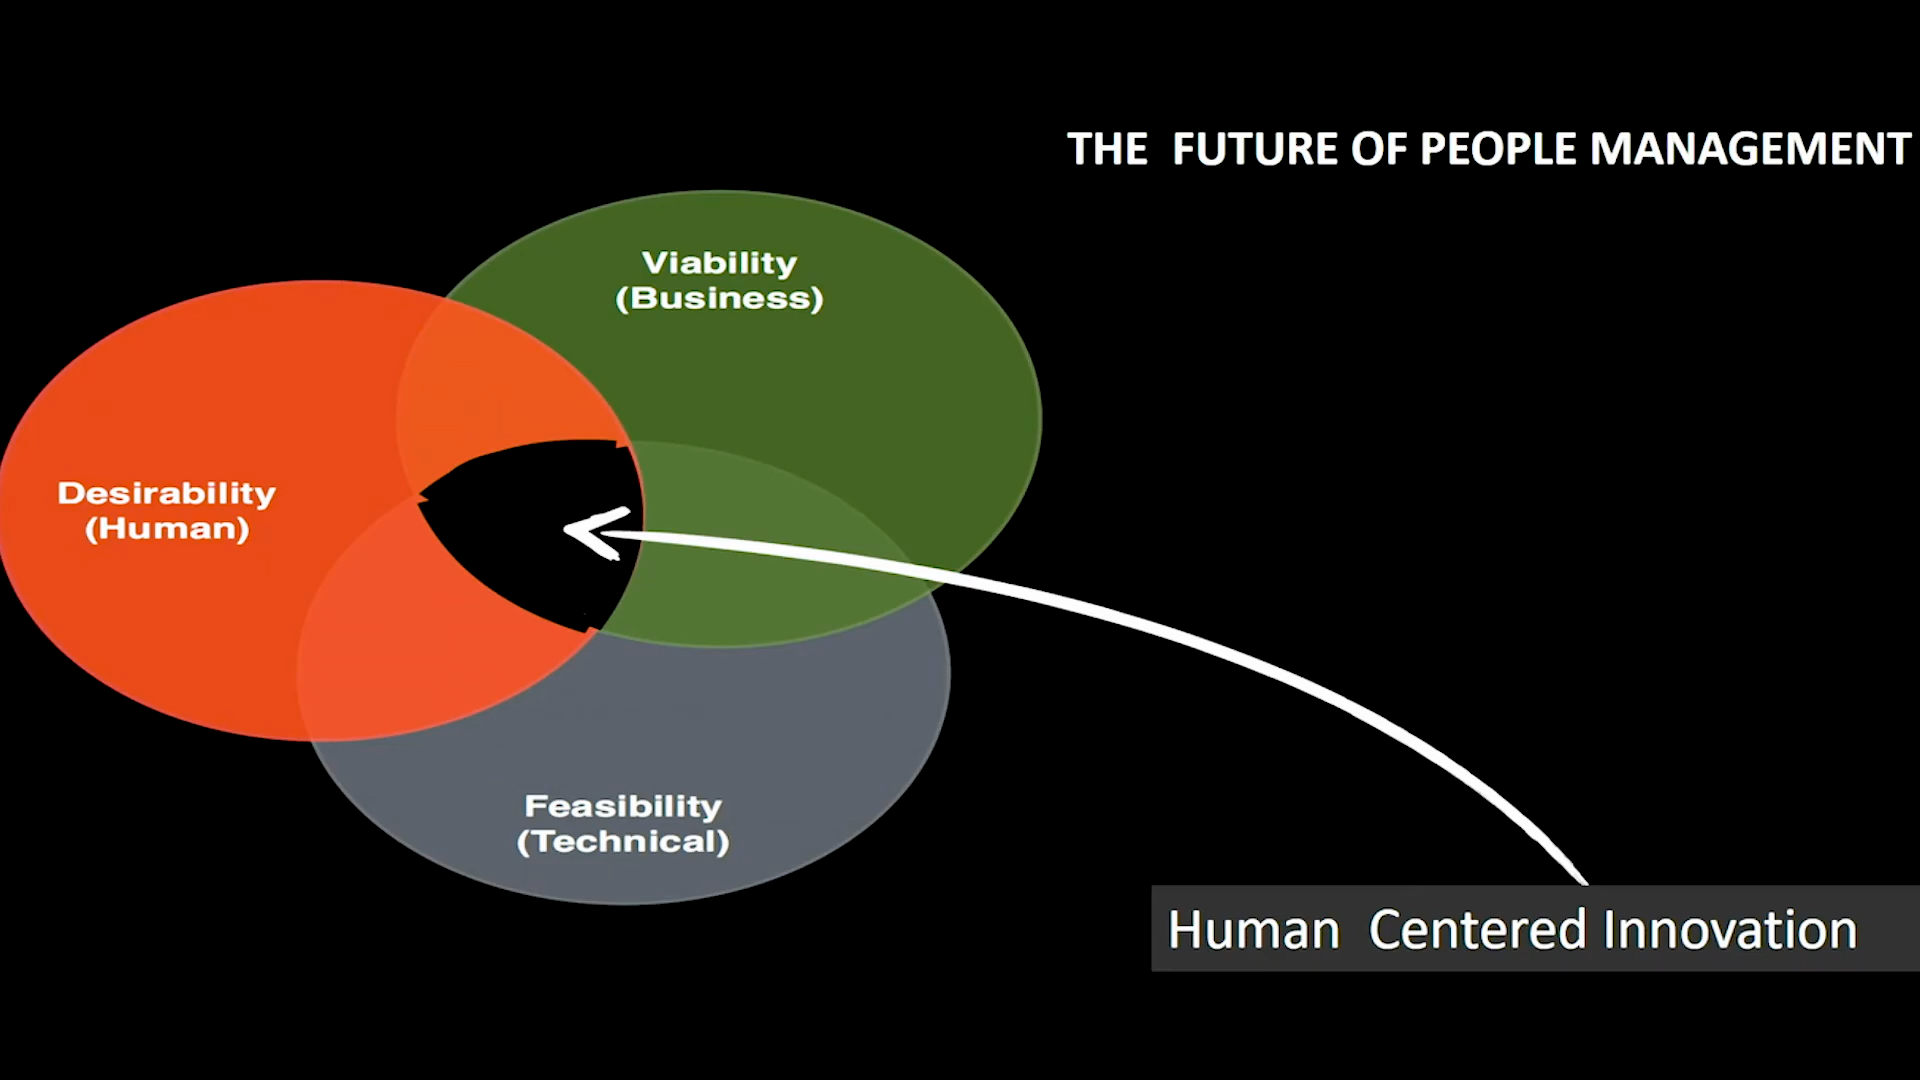 THE FUTURE OF PEOPLE MANAGEMENT
Viability
(Business)
Desirability
(Human)
Feasibility
(Technical)
Human Centered Innovation